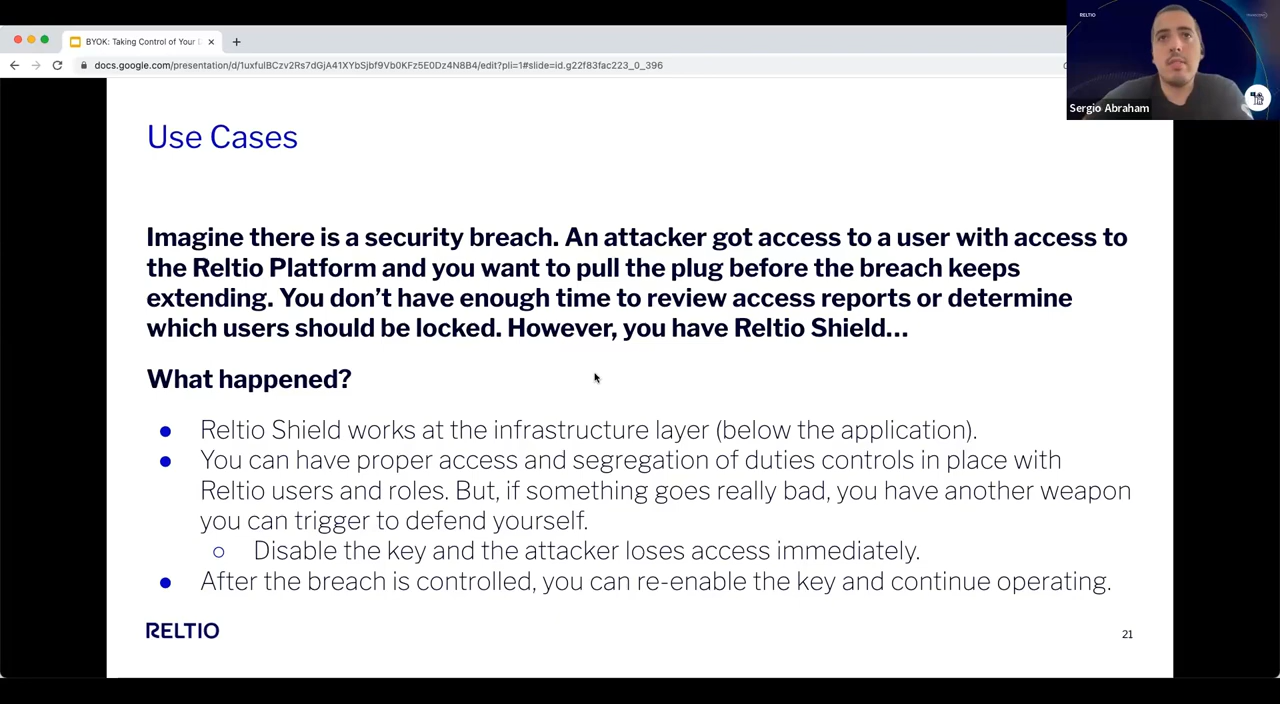 BYOK: Taking Control of Your D
docs.google.com/presentation/d/1uxfuIBCzv2Rs7dGjA41XYbSjbf9Vb0KFz5E0Dz4N8B4/edit?pli=1#slide=id.g22f83fac223_0_396
RELTIO
Sergio Abraham
Use Cases
Imagine there is a security breach. An attacker got access to a user with access to
the Reltio Platform and you want to pull the plug before the breach keeps
extending. You don’t have enough time to review access reports or determine
which users should be locked. However, you have Reltio Shield...
What happened?
● Reltio Shield works at the infrastructure layer (below the application).
● You can have proper access and segregation of duties controls in place with
Reltio users and roles. But, if something goes really bad, you have another weapon
you can trigger to defend yourself.
○ Disable the key and the attacker loses access immediately.
● After the breach is controlled, you can re-enable the key and continue operating.
RELTIO
21